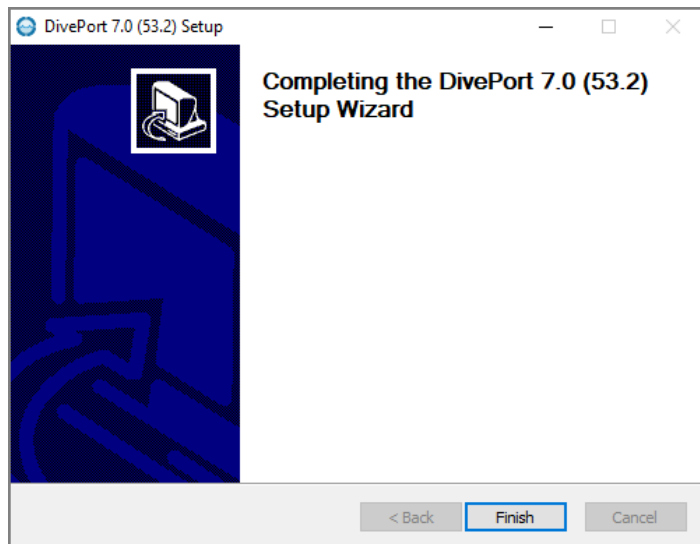 DivePort 7.0 (53.2) Setup
Completing the DivePort 7.0 (53.2)
Setup Wizard
< Back
Finish
Cancel